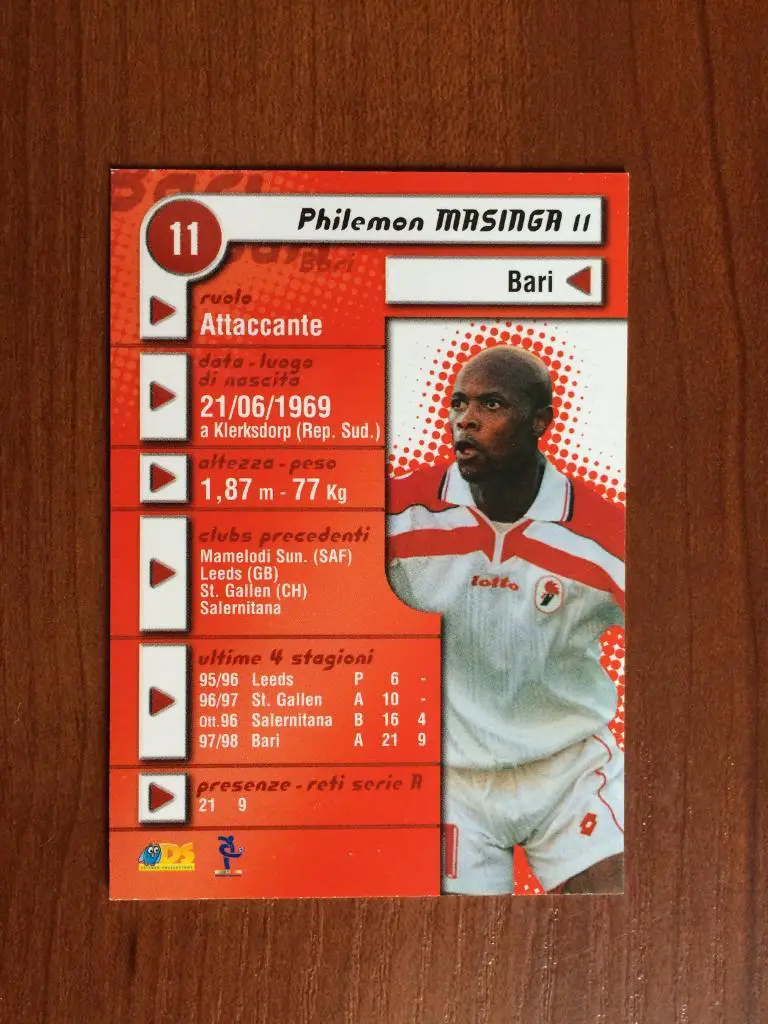 Bari
11
Philemon MASINGA 11
Bari
Bari
ruolo
Attaccante
data - luogo
di nascita
21/06/1969
a Klerksdorp (Rep. Sud.)
altezza - peso
1,87 m - 77 Kg
clubs precedenti
Mamelodi Sun. (SAF)
Leeds (GB)
St. Gallen (CH)
Salernitana
lotto
ultime 4 stagioni
95/96 Leeds P 6 -
96/97 St. Gallen A 10 -
Ott.96 Salernitana B 16 4
97/98 Bari A 21 9
presenze - reti serie A
21 9
DS